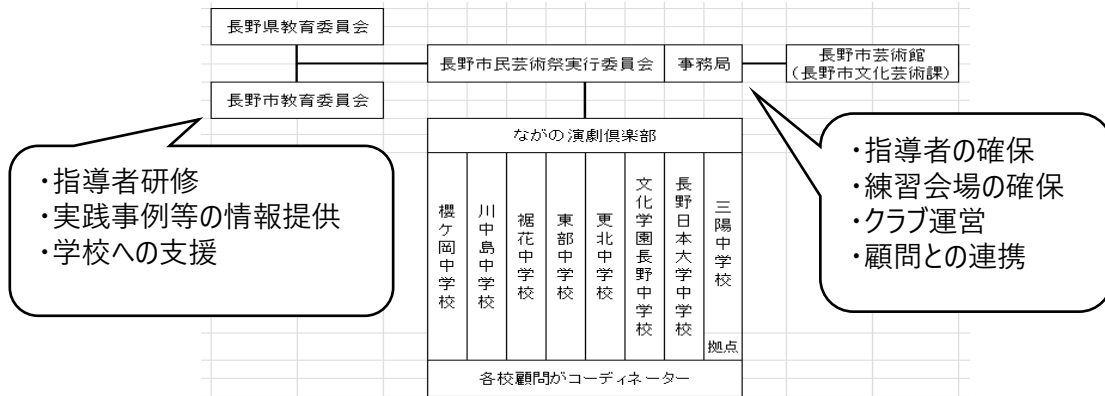 長野県教育委員会
長野市民芸術祭実行委員会
事務局
長野市芸術館
（長野市文化芸術課）
長野市教育委員会
ながの演劇倶楽部
・指導者研修
・実践事例等の情報提供
・学校への支援
櫻ケ岡中学校
川中島中学校
裾花中学校
東部中学校
更北中学校
文化学園長野中学校
長野日本大学中学校
三陽中学校
拠点
・指導者の確保
・練習会場の確保
・クラブ運営
・顧問との連携
各校顧問がコーディネーター